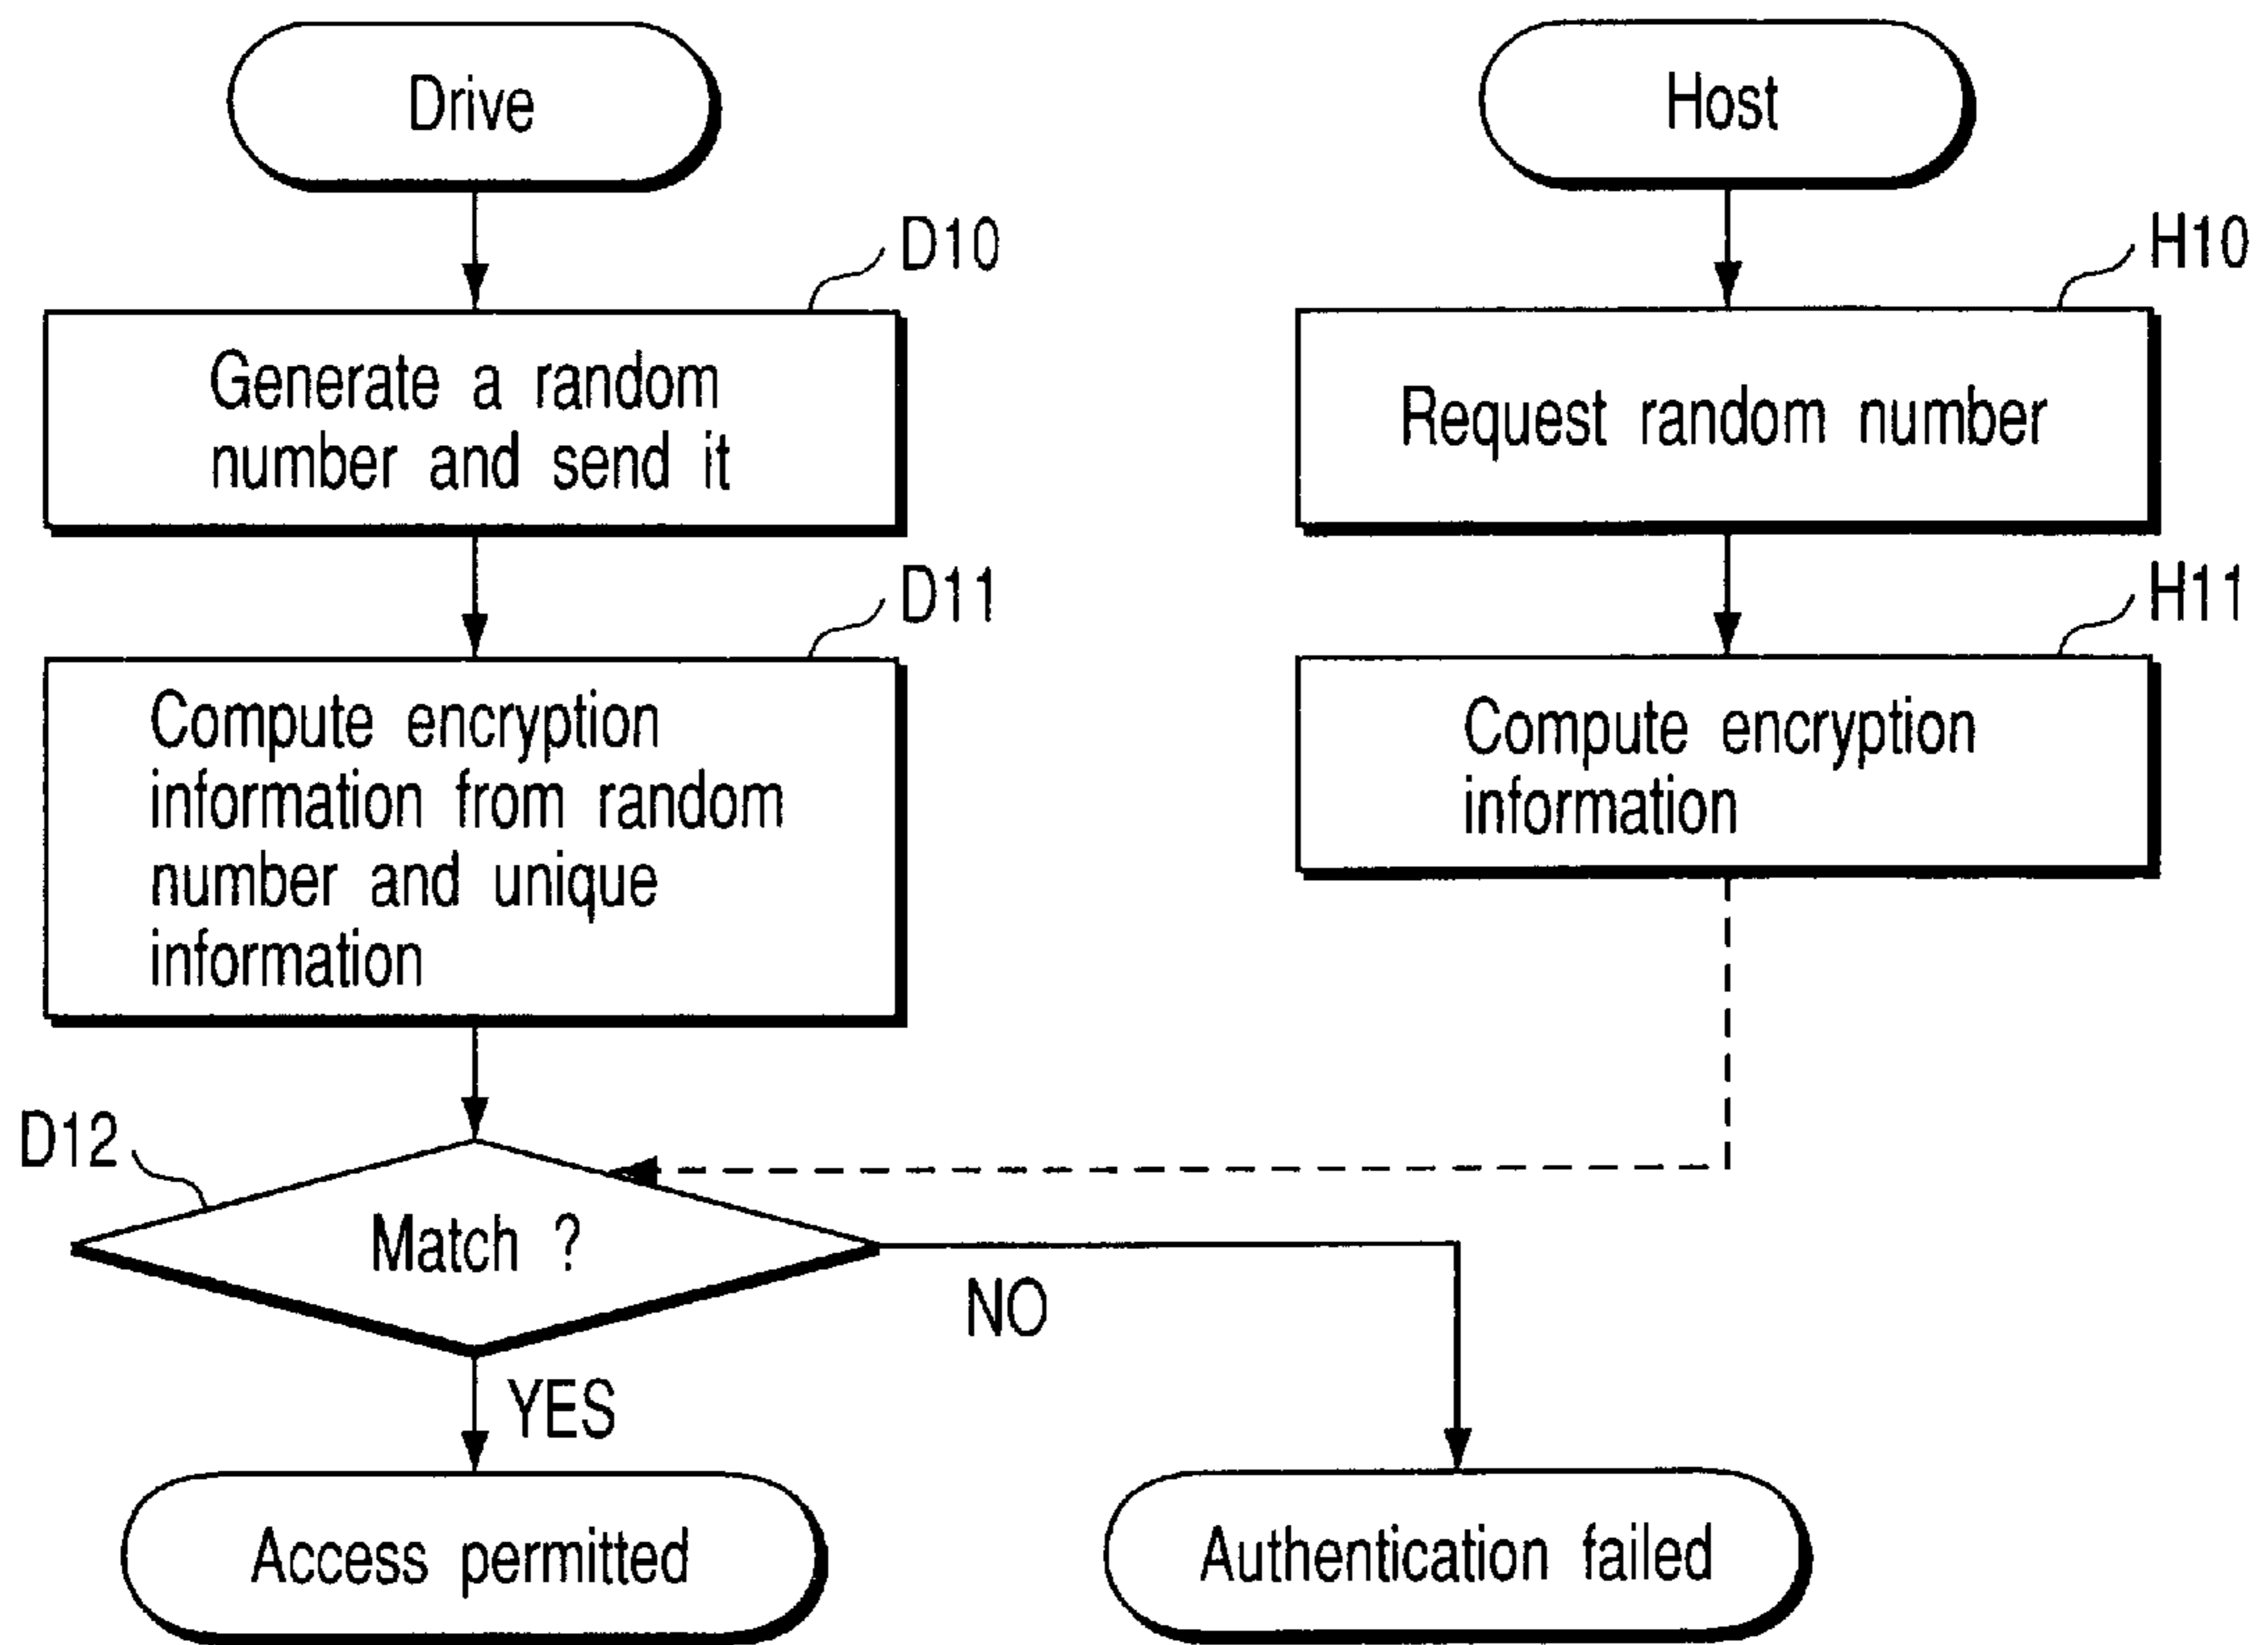 Drive
Host
D10
H10
Generate a random
number and send it
Request random number
D11
H11
Compute encryption
information from random
number and unique
information
Compute encryption
information
D12
Match ?
NO
YES
Access permitted
Authentication failed